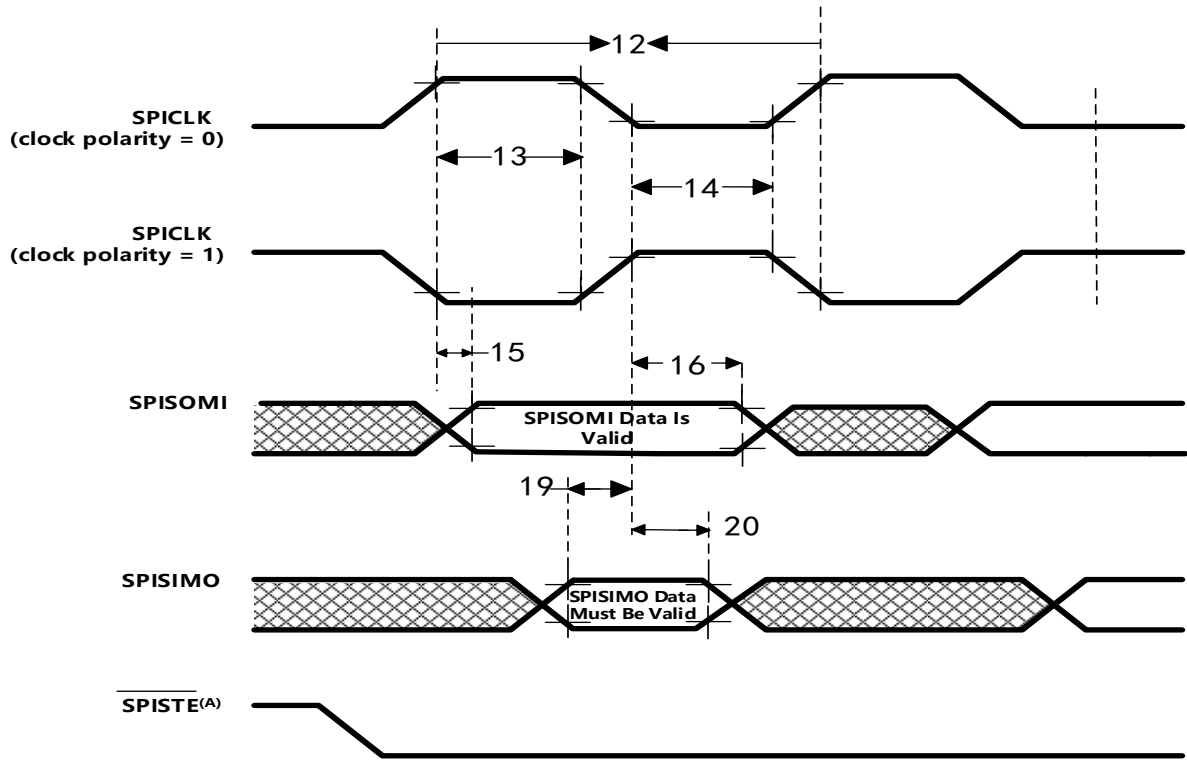 12
SPICLK
(clock polarity = 0)
13
14
SPICLK
(clock polarity = 1)
15
16
SPISOMI
SPISOMI Data Is
Valid
19
20
SPISIMO
SPISIMO Data
Must Be Valid
SPISTE(A)